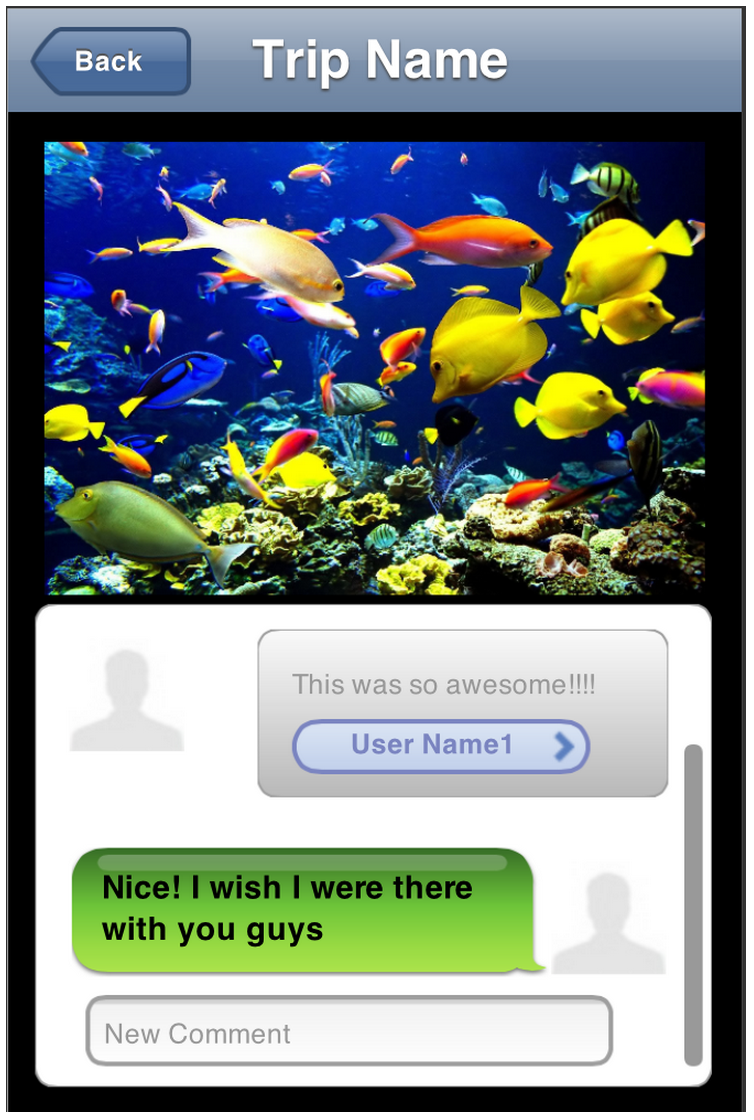 Back
Trip Name
This was so awesome!!!!
User Name1
Nice! I wish I were there
with you guys
New Comment